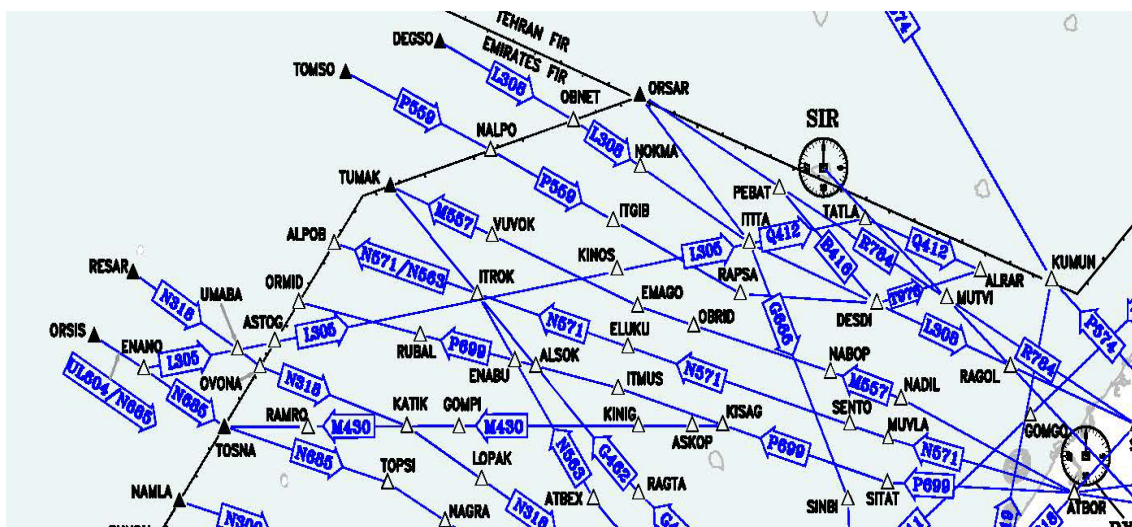 A574
TEHRAN FIR
EMIRATES FIR
DEGSO
TOMSO
L308
ORSAR
P559
OBNET
SIR
NALPO
L308
NOKMA
TUMAK
P559
PEBAT
M557
ITGIB
TATLA
VUVOK
ITITA
Q412
ALPOB
KINOS
L305
B416
R784
Q412
RESAR
N571/N563
ITROK
KUMUN
UMABA
N318
ORMID
RAPSA
T975
ALRAR
EMAGO
MUTVI
G666
ORSIS
ASTOG
L305
OBRID
DESDI
P574
ENANO
L305
RUBAL
P699
N571
ELUKU
L308
R784
OVONA
ENABU
ALSOK
NABOP
UL604/N685
N685
N318
ITMUS
N571
M557
NADIL
RAGOL
RAMRO
M430
KATIK
GOMPI
M430
KINIG
ASKOP
KISAG
SENTO
MUVLA
GOMGO
TOSNA
N685
TOPSI
LOPAK
N563
G462
P699
N571
NAMLA
ATBEX
RAGTA
SINBI
SITAT
P699
ATBOR
N300
NAGRA
N318